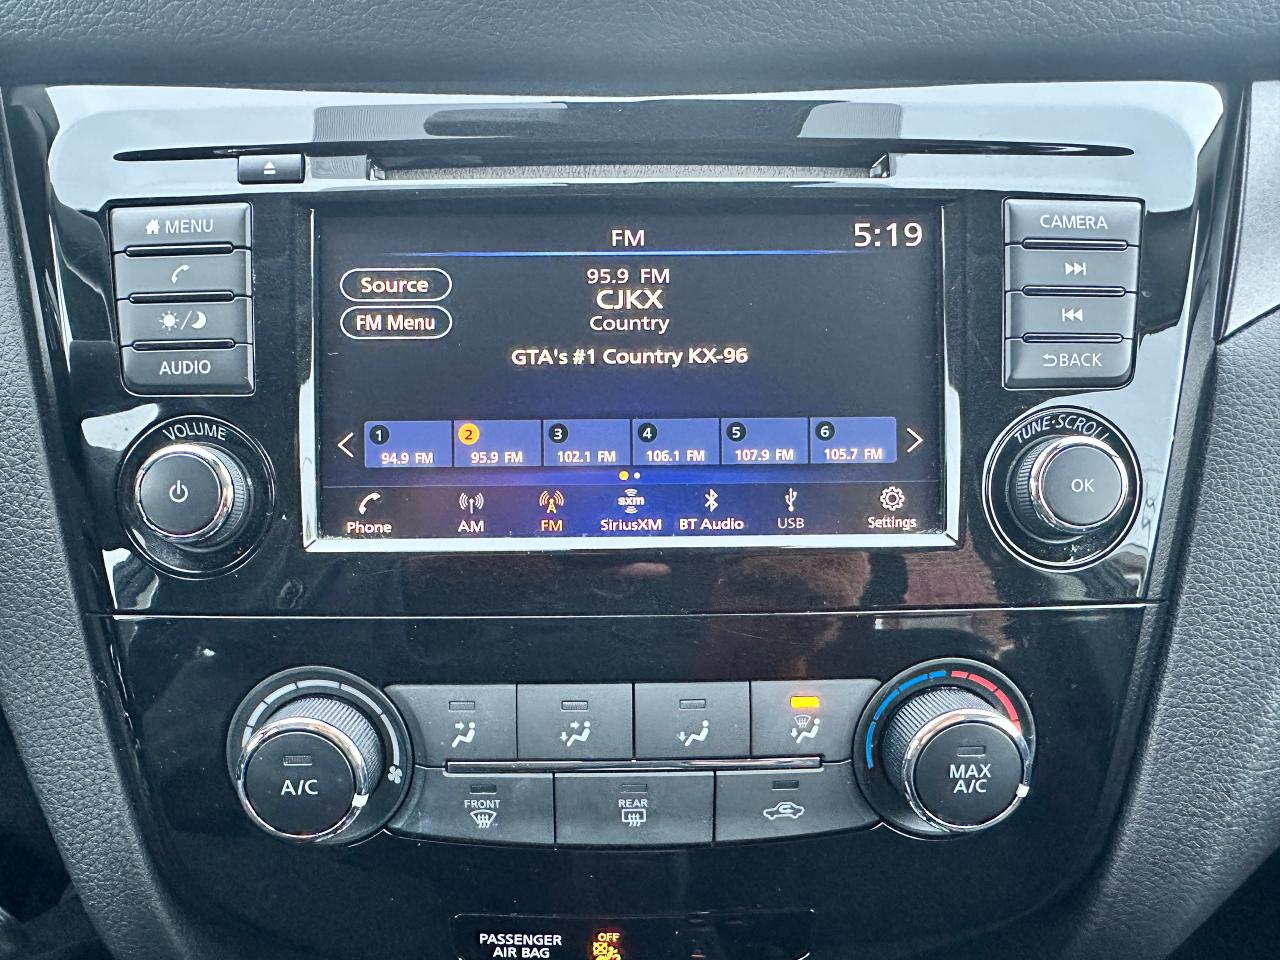 MENU
CAMERA
FM
5:19
Source
95.9 FM
CJKX
FM Menu
Country
GTA's #1 Country KX-96
AUDIO
BACK
VOLUME
TUNE·SCROLL
1
2
3
4
5
6
94.9 FM
95.9 FM
102.1 FM
106.1 FM
107.9 FM
105.7 FM
OK
sxm
Phone
AM
FM
SiriusXM
BT Audio
USB
Settings
A/C
MAX
A/C
FRONT
REAR
PASSENGER
AIR BAG
OFF